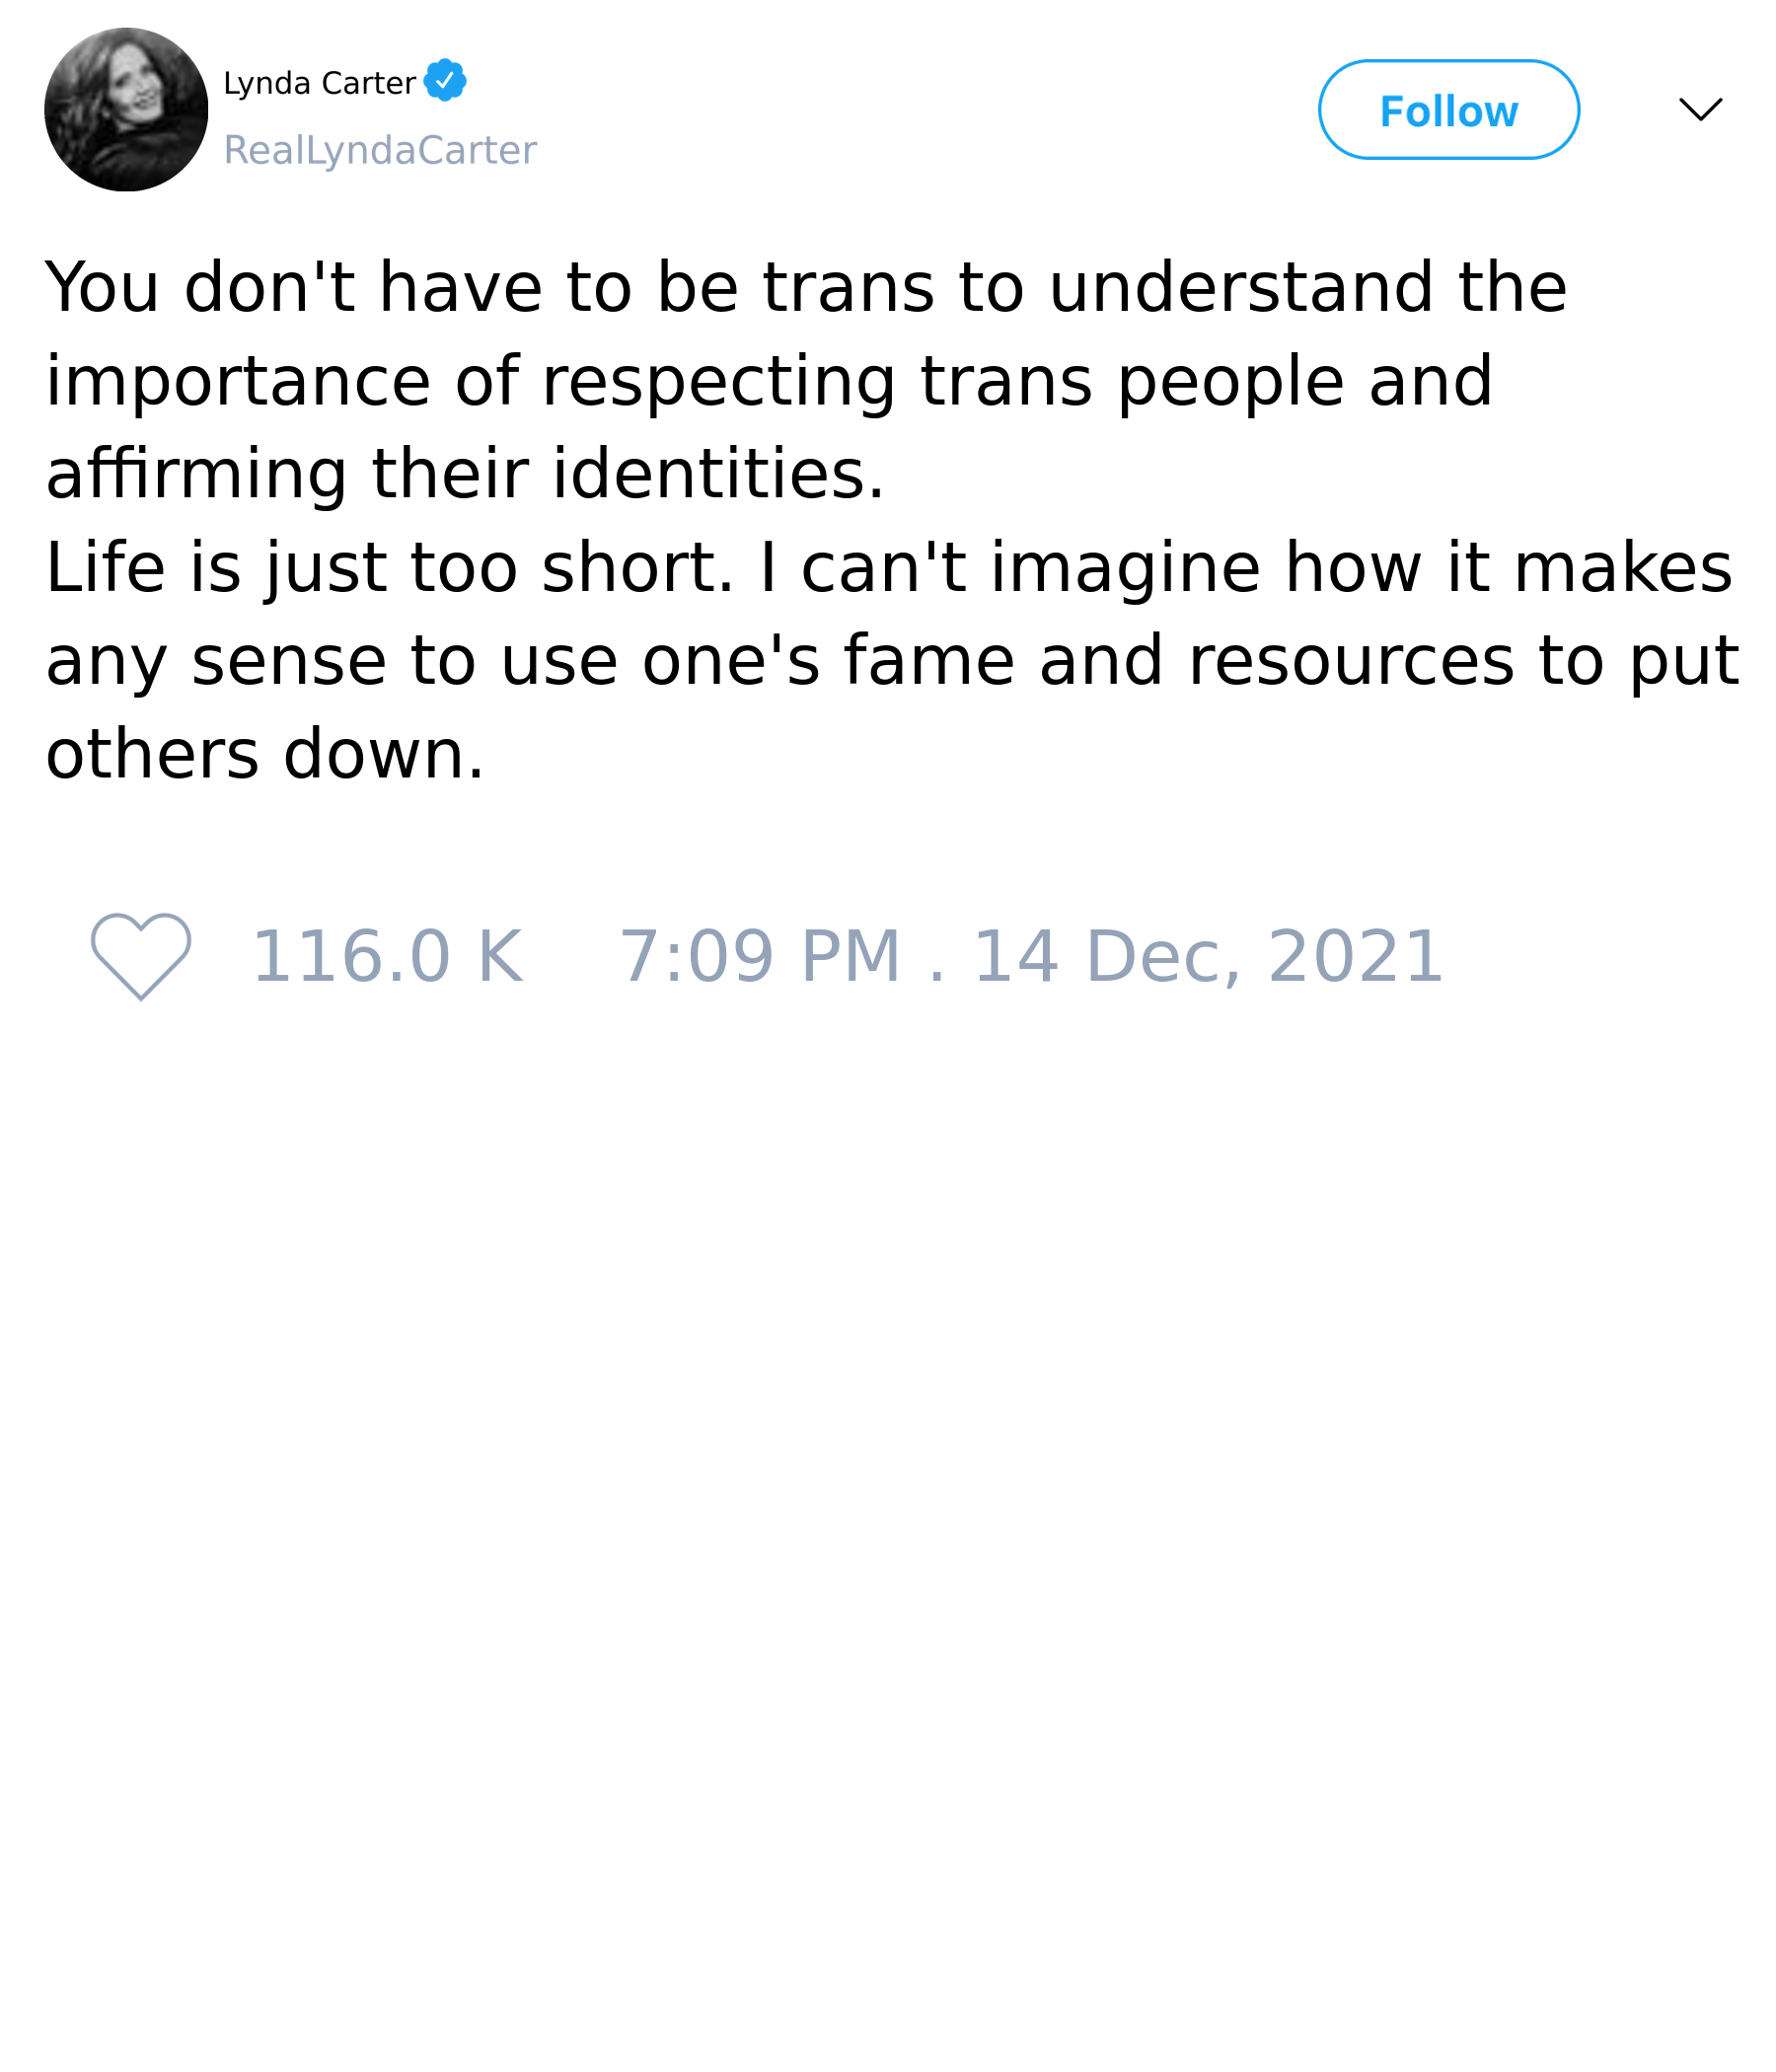 Lynda Carter
RealLyndaCarter
Follow
You don't have to be trans to understand the
importance of respecting trans people and
affirming their identities.
Life is just too short. I can't imagine how it makes
any sense to use one's fame and resources to put
others down.
116.0 K 7:09 PM . 14 Dec, 2021